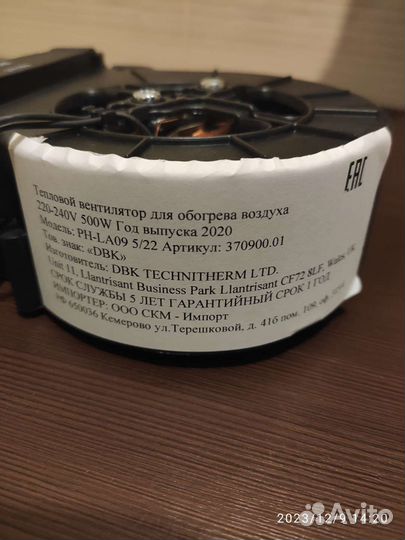 Тепловой вентилятор для обогрева воздуха
220-240V 500W Год выпуска 2020
Модель: PH-LA09 5/22 Артикул: 370900.01
Тов. знак: «DBK»
Изготовитель: DBK TECHNITHERM LTD.
Unit 11, Llantrisant Business Park Llantrisant CF72 8LF, Wales, UK
СРОК СЛУЖБЫ 5 ЛЕТ ГАРАНТИЙНЫЙ СРОК 1 ГОД
ИМПОРТЕР: ООО СКМ - Импорт
РФ 650036 Кемерово ул.Терешковой, д. 41б пом. 109, оф.
ЕАС
2023/12/9 14:20
Avito